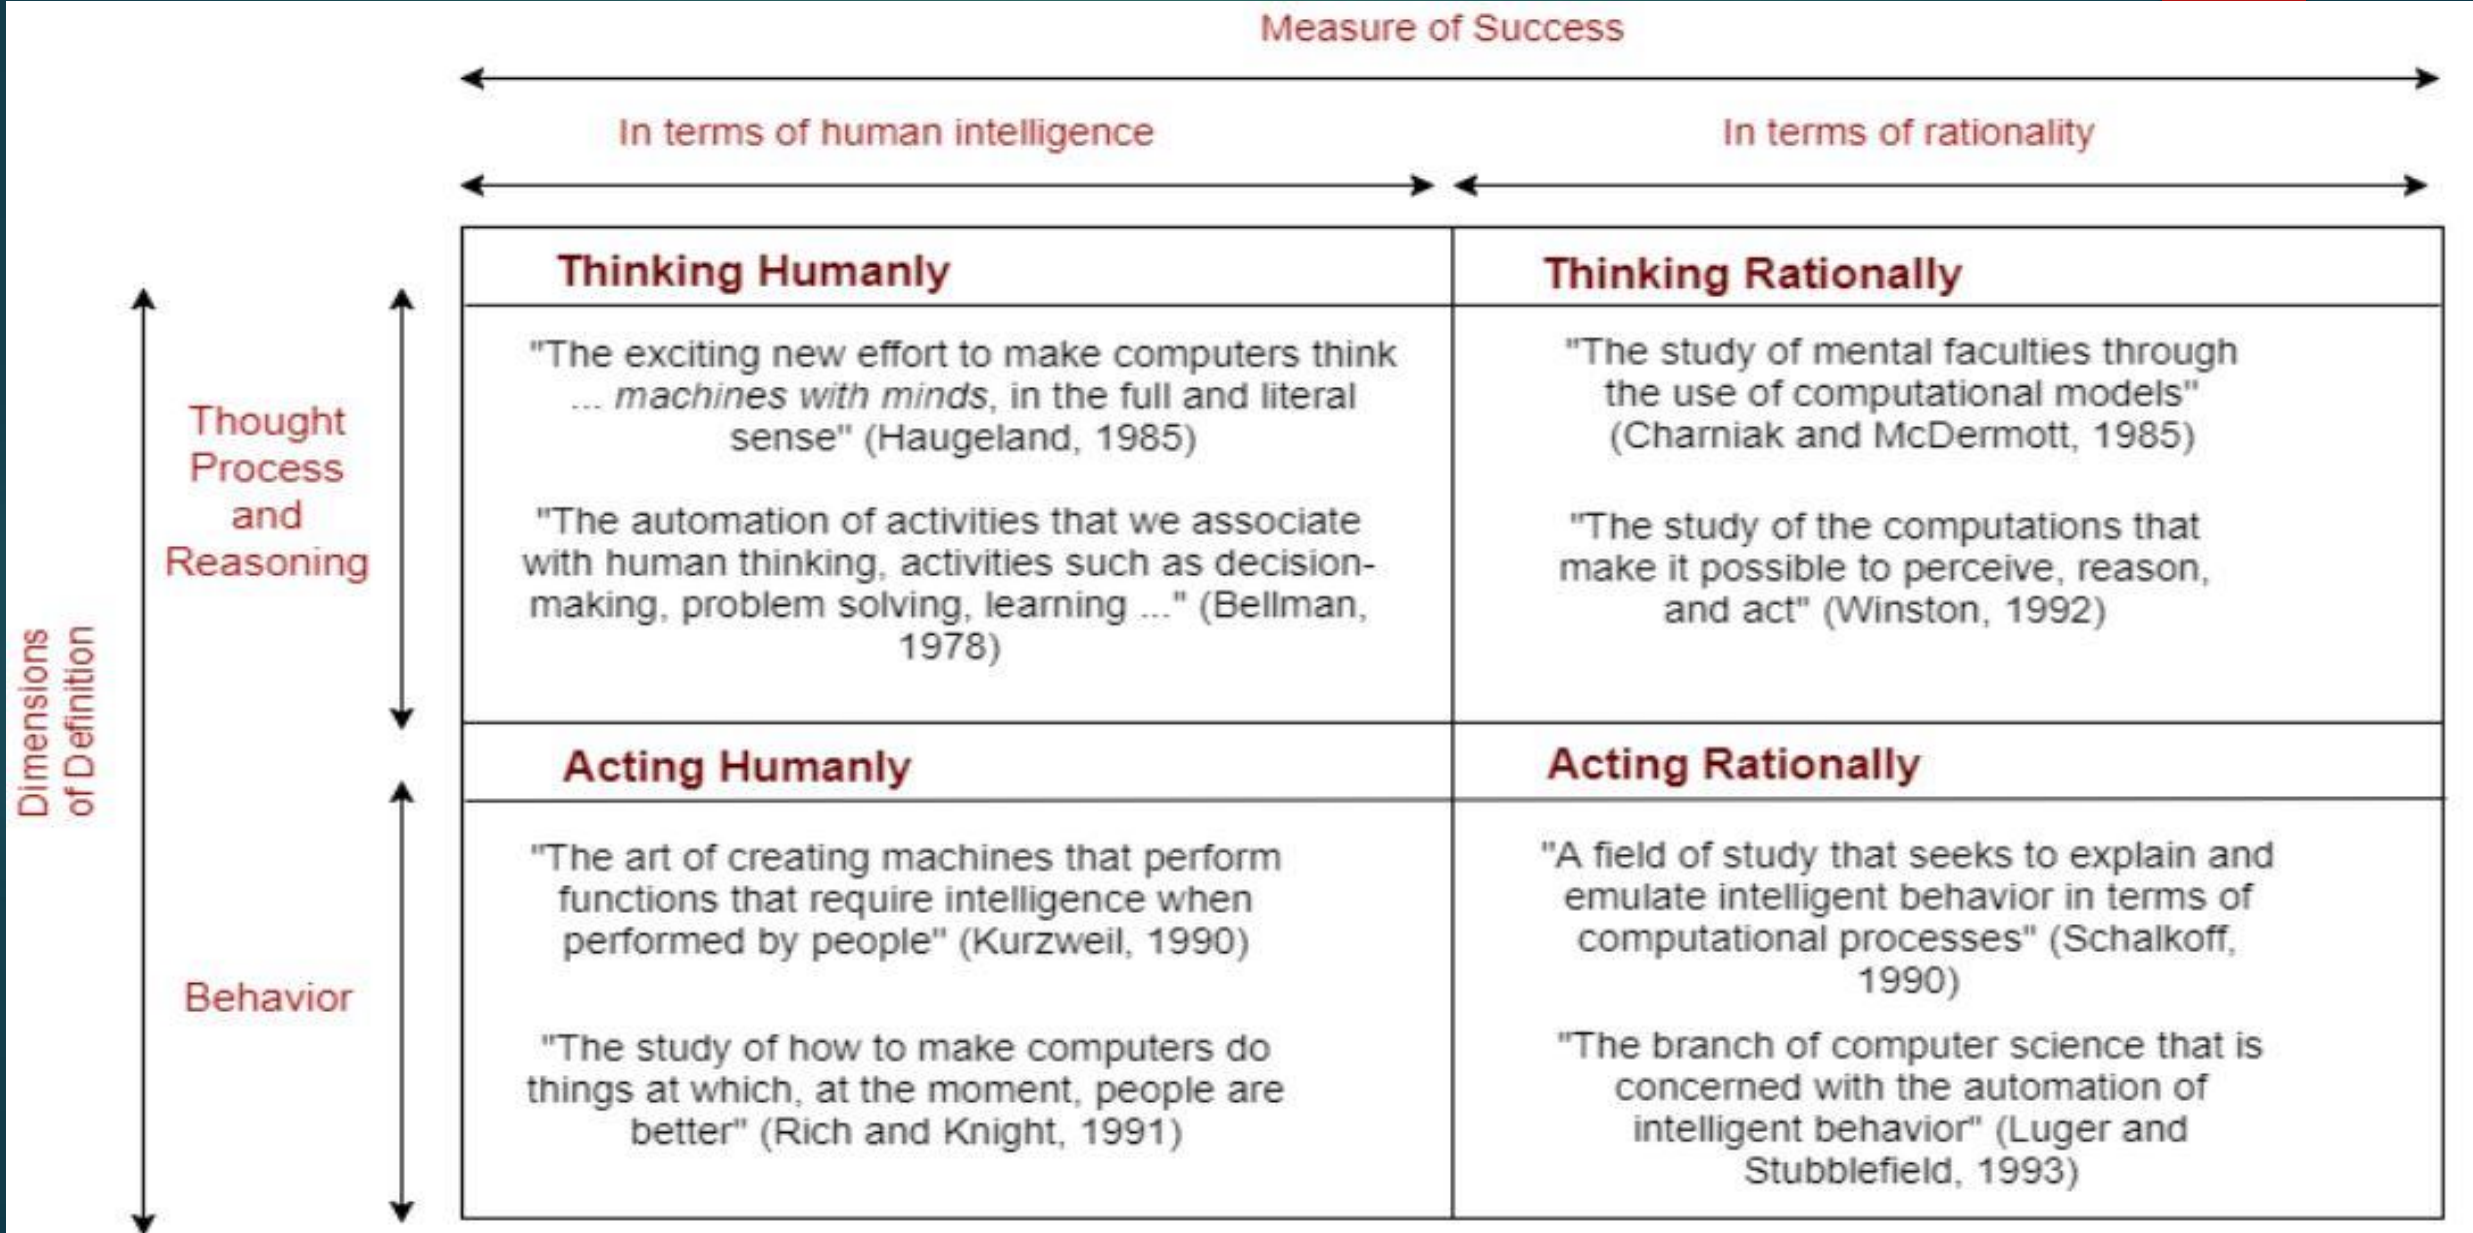 Measure of Success
In terms of human intelligence
In terms of rationality
Dimensions
of Definition
Thought
Process
and
Reasoning
Thinking Humanly
"The exciting new effort to make computers think
... machines with minds, in the full and literal
sense" (Haugeland, 1985)
"The automation of activities that we associate
with human thinking, activities such as decision-
making, problem solving, learning ..." (Bellman,
1978)
Thinking Rationally
"The study of mental faculties through
the use of computational models"
(Charniak and McDermott, 1985)
"The study of the computations that
make it possible to perceive, reason,
and act" (Winston, 1992)
Behavior
Acting Humanly
"The art of creating machines that perform
functions that require intelligence when
performed by people" (Kurzweil, 1990)
"The study of how to make computers do
things at which, at the moment, people are
better" (Rich and Knight, 1991)
Acting Rationally
"A field of study that seeks to explain and
emulate intelligent behavior in terms of
computational processes" (Schalkoff,
1990)
"The branch of computer science that is
concerned with the automation of
intelligent behavior" (Luger and
Stubblefield, 1993)